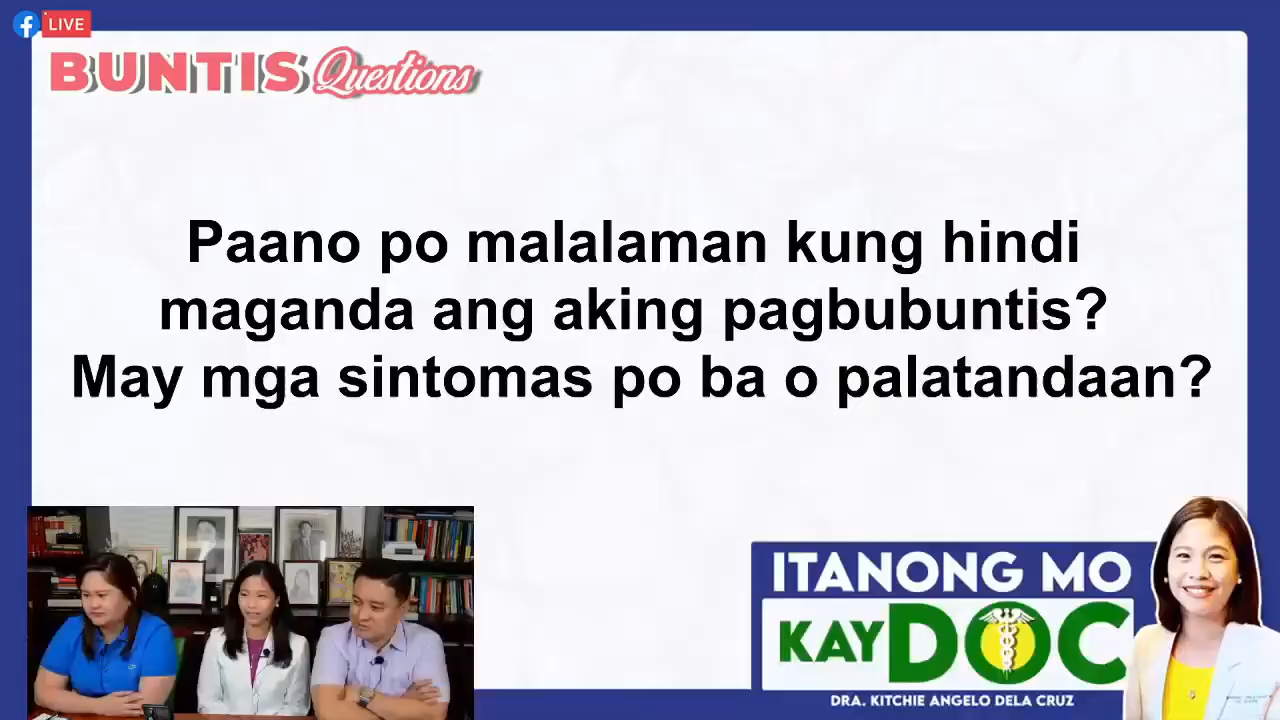 LIVE
BUNTIS Questions
Paano po malalaman kung hindi
maganda ang aking pagbubuntis?
May mga sintomas po ba o palatandaan?
ITANONG MO
KAY DOC
DRA. KITCHIE ANGELO DELA CRUZ